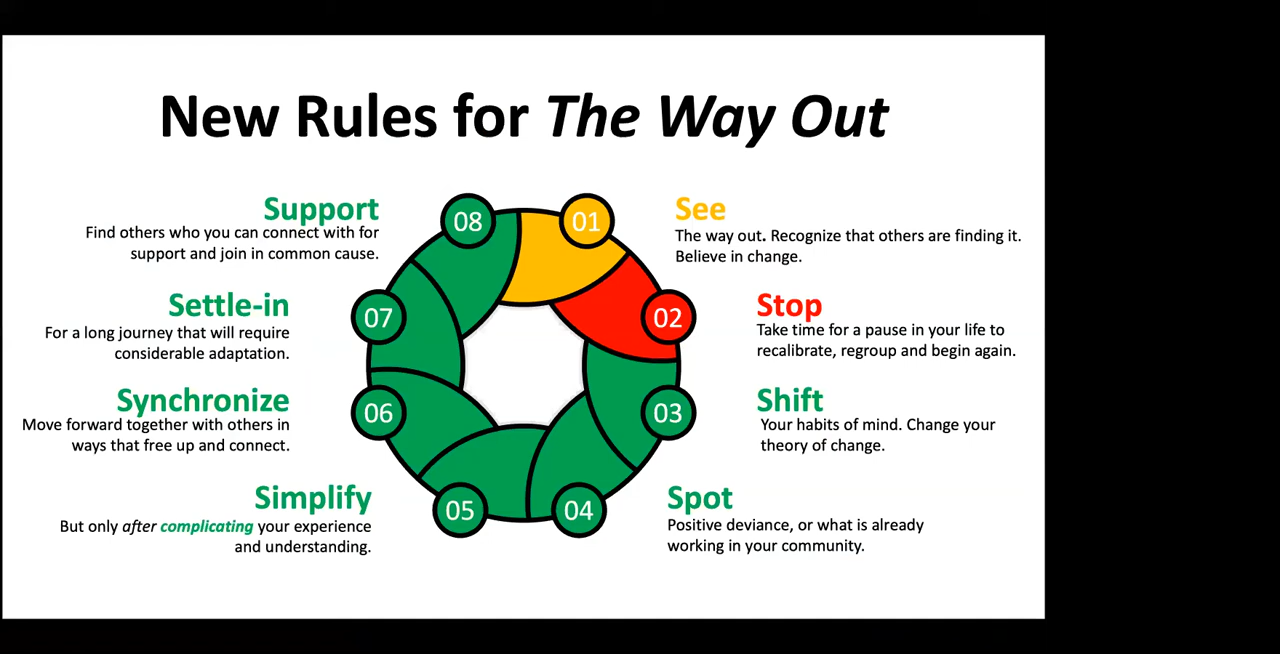 New Rules for The Way Out
01
See
The way out. Recognize that others are finding it.
Believe in change.
02
Stop
Take time for a pause in your life to
recalibrate, regroup and begin again.
03
Shift
Your habits of mind. Change your
theory of change.
04
Spot
Positive deviance, or what is already
working in your community.
05
Simplify
But only after complicating your experience
and understanding.
06
Synchronize
Move forward together with others in
ways that free up and connect.
07
Settle-in
For a long journey that will require
considerable adaptation.
08
Support
Find others who you can connect with for
support and join in common cause.